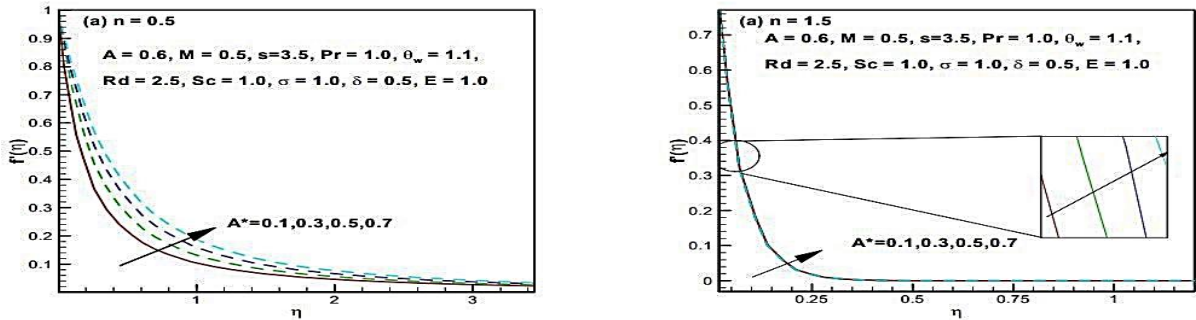 (a) n = 0.5
A = 0.6, M = 0.5, s=3.5, Pr = 1.0, θw = 1.1,
Rd = 2.5, Sc = 1.0, σ = 1.0, δ = 0.5, E = 1.0
A*=0.1,0.3,0.5,0.7
f'(η)
1
0.9
0.8
0.7
0.6
0.5
0.4
0.3
0.2
0.1
1
2
3
η
(a) n = 1.5
A = 0.6, M = 0.5, s=3.5, Pr = 1.0, θw = 1.1,
Rd = 2.5, Sc = 1.0, σ = 1.0, δ = 0.5, E = 1.0
A*=0.1,0.3,0.5,0.7
f'(η)
0.7
0.6
0.5
0.4
0.3
0.2
0.1
0
0.25
0.5
0.75
1
η